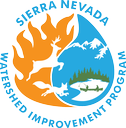 SIERRA NEVADA
WATERSHED IMPROVEMENT PROGRAM